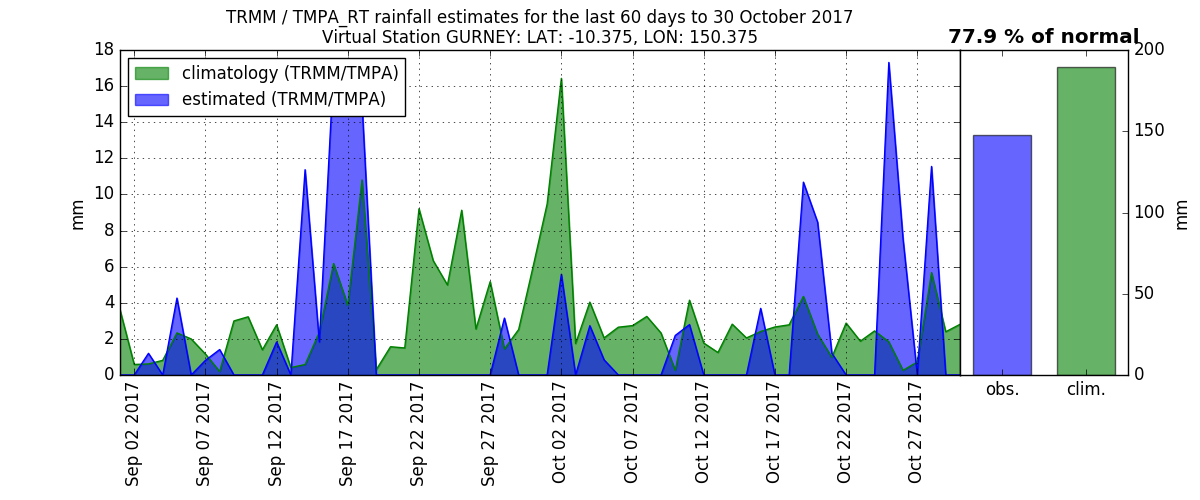 TRMM / TMPA_RT rainfall estimates for the last 60 days to 30 October 2017
Virtual Station GURNEY: LAT: -10.375, LON: 150.375
77.9 % of normal
climatology (TRMM/TMPA)
estimated (TRMM/TMPA)
mm
18
16
14
12
10
8
6
4
2
0
Sep 02 2017
Sep 07 2017
Sep 12 2017
Sep 17 2017
Sep 22 2017
Sep 27 2017
Oct 02 2017
Oct 07 2017
Oct 12 2017
Oct 17 2017
Oct 22 2017
Oct 27 2017
obs.
clim.
200
150
100
50
0
mm